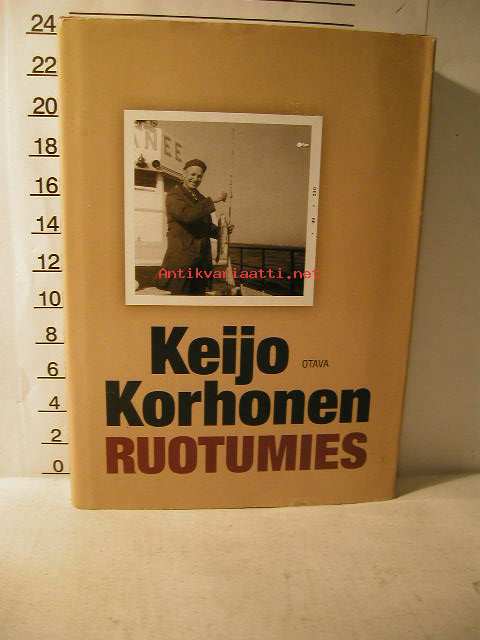 24
22
20
18
16
14
12
10
8
6
4
2
0
ANEE
Antikvariaatti.net
Keijo
OTAVA
Korhonen
RUOTUMIES